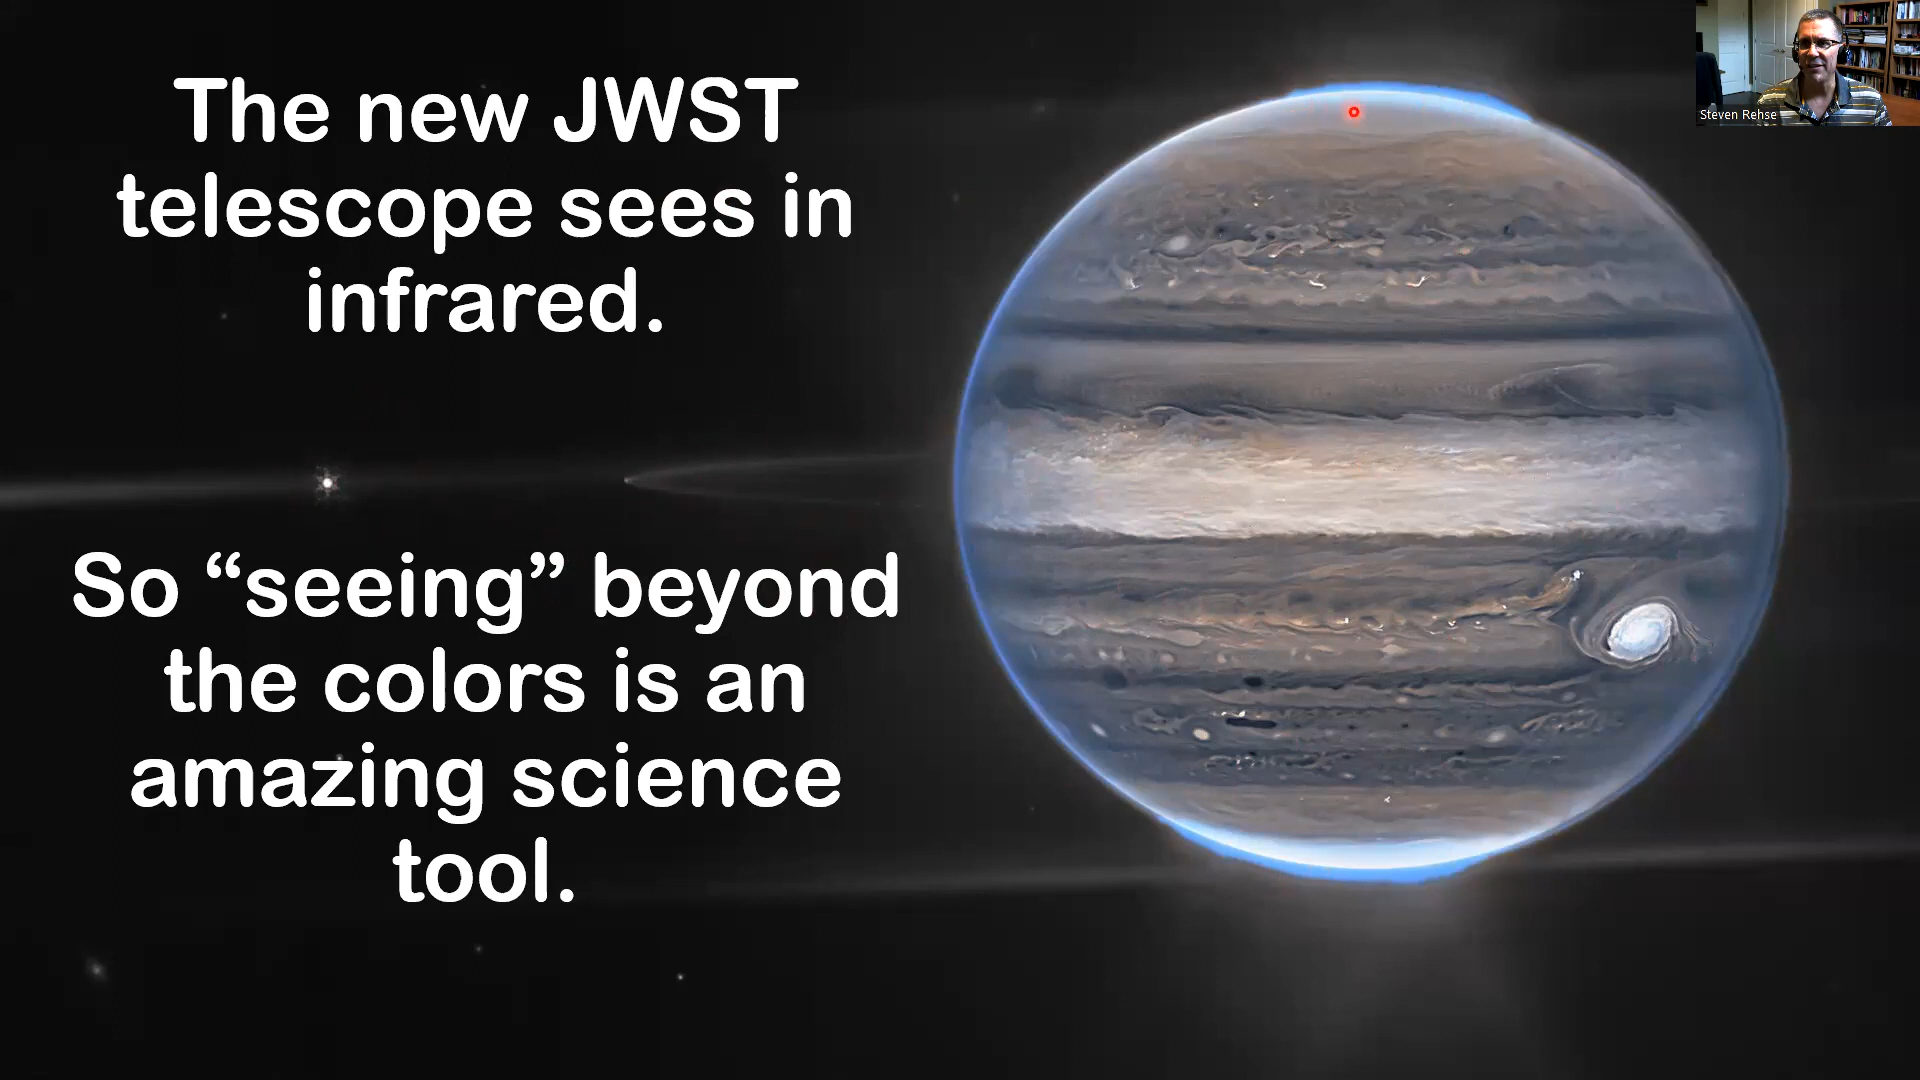 The new JWST
telescope sees in
infrared.
So “seeing” beyond
the colors is an
amazing science
tool.
Steven Rehse